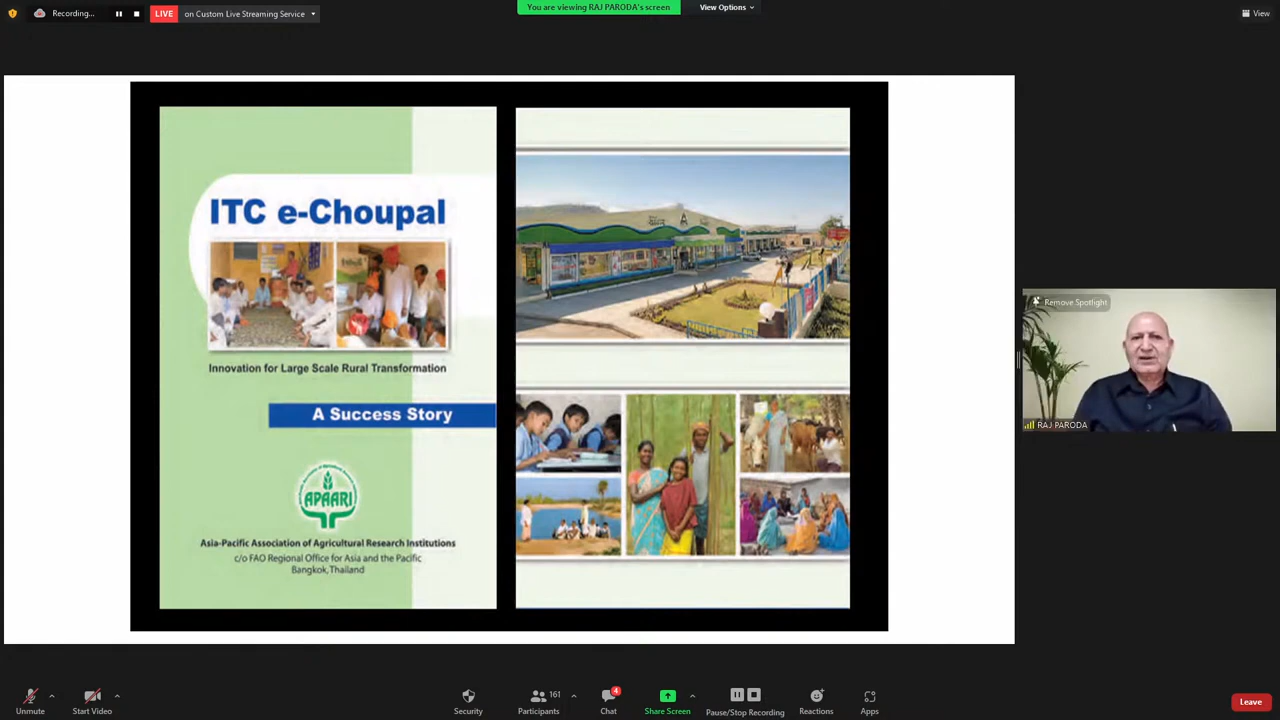 Recording...
LIVE
on Custom Live Streaming Service
You are viewing RAJ PARODA's screen
View Options
View
ITC e-Choupal
Innovation for Large Scale Rural Transformation
A Success Story
APAARI
Asia-Pacific Association of Agricultural Research Institutions
c/o FAO Regional Office for Asia and the Pacific
Bangkok, Thailand
Remove Spotlight
RAJ PARODA
Unmute
Start Video
Security
161
Participants
4
Chat
Share Screen
Pause/Stop Recording
Reactions
Apps
Leave